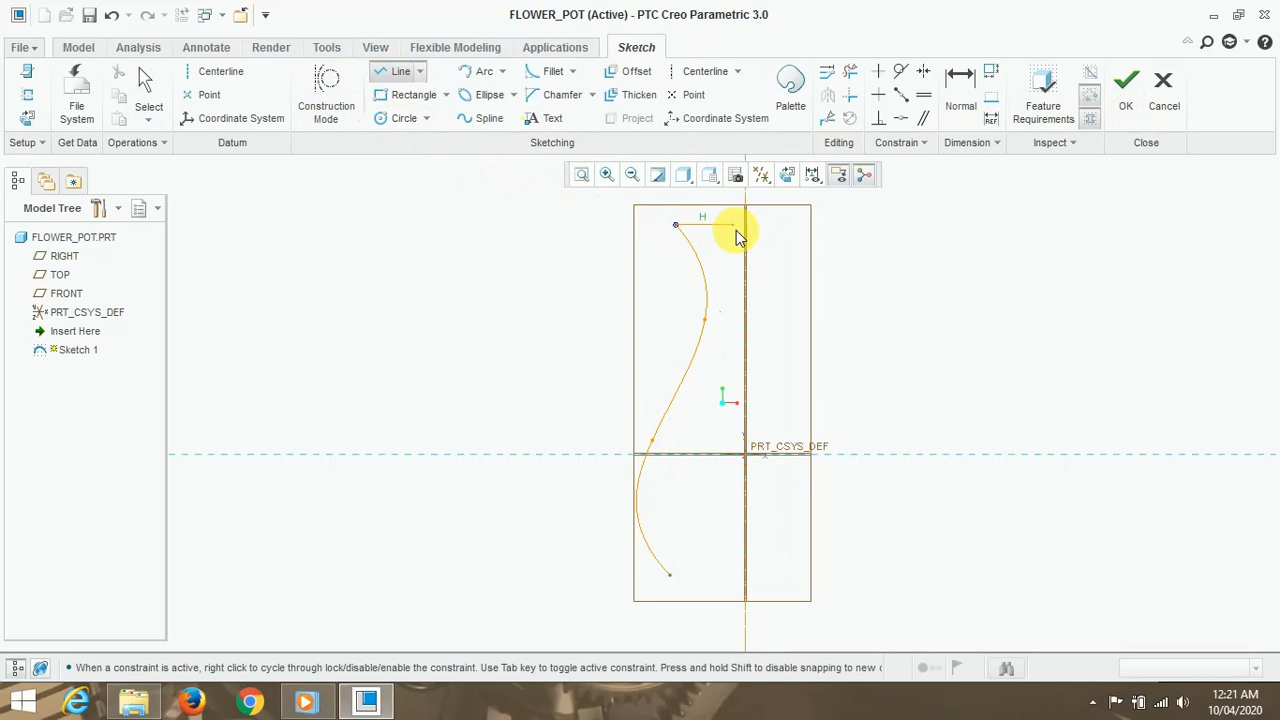 FLOWER_POT (Active) - PTC Creo Parametric 3.0
File Model Analysis Annotate Render Tools View Flexible Modeling Applications Sketch
Centerline Line Arc Fillet Offset Centerline
Point Rectangle Ellipse Chamfer Thicken Point
Coordinate System Circle Spline Text Project Coordinate System
File System Select Construction Mode Palette Normal Feature Requirements OK Cancel
Setup Get Data Operations Datum Sketching Editing Constrain Dimension Inspect Close
Model Tree
FLOWER_POT.PRT
RIGHT
TOP
FRONT
PRT_CSYS_DEF
Insert Here
Sketch 1
H
PRT_CSYS_DEF
X
When a constraint is active, right click to cycle through lock/disable/enable the constraint. Use Tab key to toggle active constraint. Press and hold Shift to disable snapping to new c
12:21 AM
10/04/2020